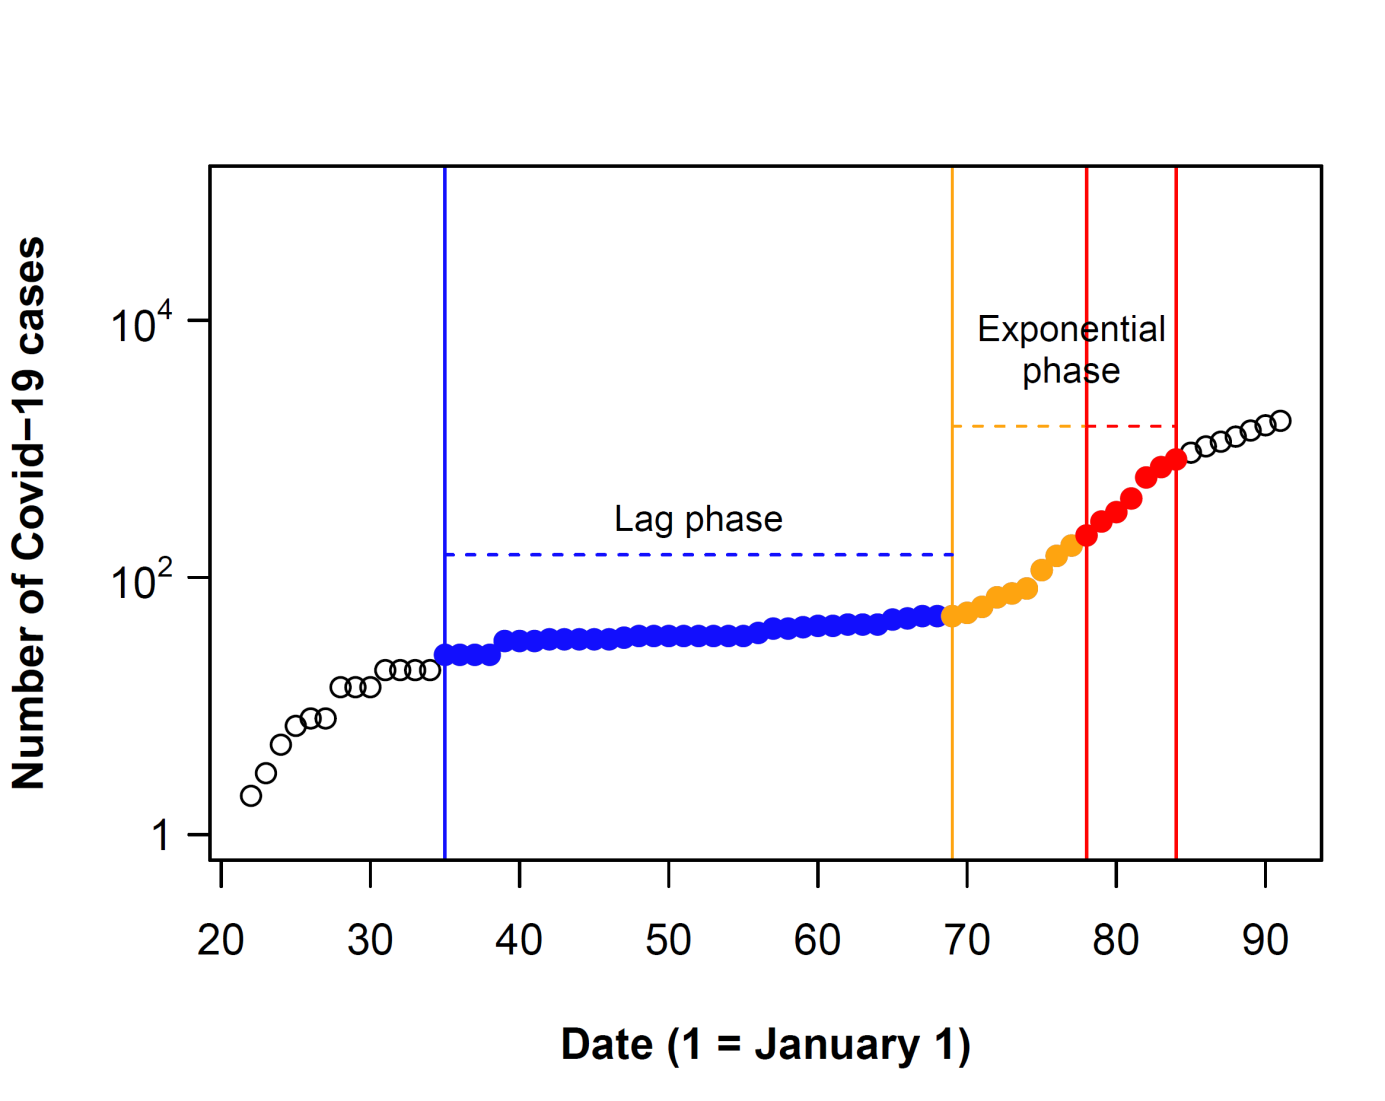 Number of Covid−19 cases
10^4
10^2
1
Exponential
phase
Lag phase
20 30 40 50 60 70 80 90
Date (1 = January 1)